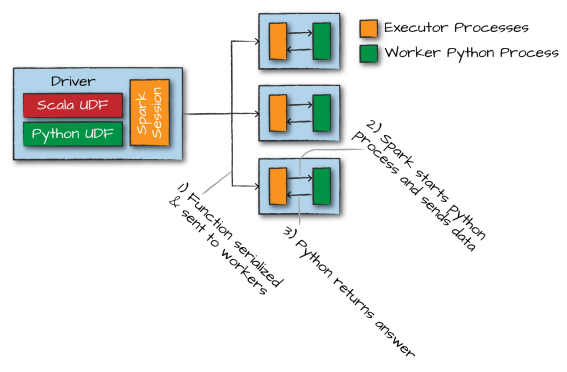 Executor Processes
Worker Python Process
Driver
Scala UDF
Python UDF
Spark
Session
1) Function serialized
& sent to workers
2) Spark starts Python
Process and sends data
3) Python returns answer